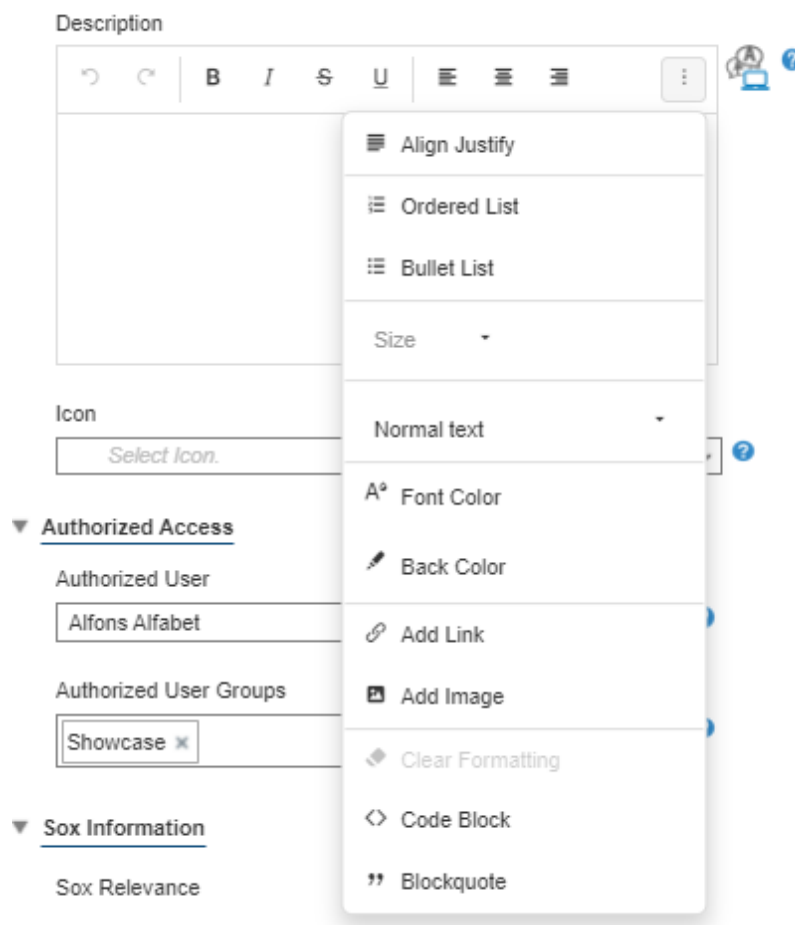 Description
B I S U
Align Justify
Ordered List
Bullet List
Size
Icon
Normal text
Select Icon.
Font Color
Authorized Access
Back Color
Authorized User
Alfons Alfabet
Add Link
Authorized User Groups
Add Image
Showcase ×
Clear Formatting
Code Block
Sox Information
Blockquote
Sox Relevance